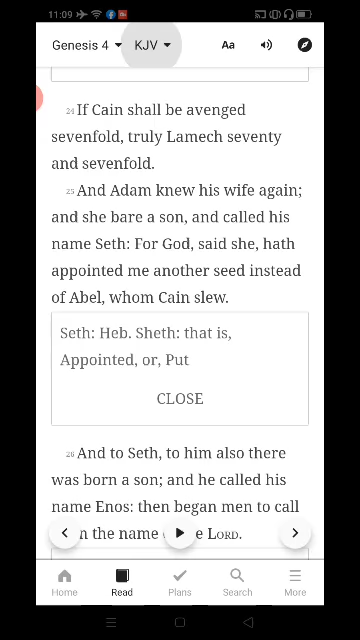 11:09
Genesis 4 KJV Aa
24 If Cain shall be avenged
sevenfold, truly Lamech seventy
and sevenfold.
25 And Adam knew his wife again;
and she bare a son, and called his
name Seth: For God, said she, hath
appointed me another seed instead
of Abel, whom Cain slew.
Seth: Heb. Sheth: that is,
Appointed, or, Put
CLOSE
26 And to Seth, to him also there
was born a son; and he called his
name Enos: then began men to call
n the name e LORD.
Home Read Plans Search More